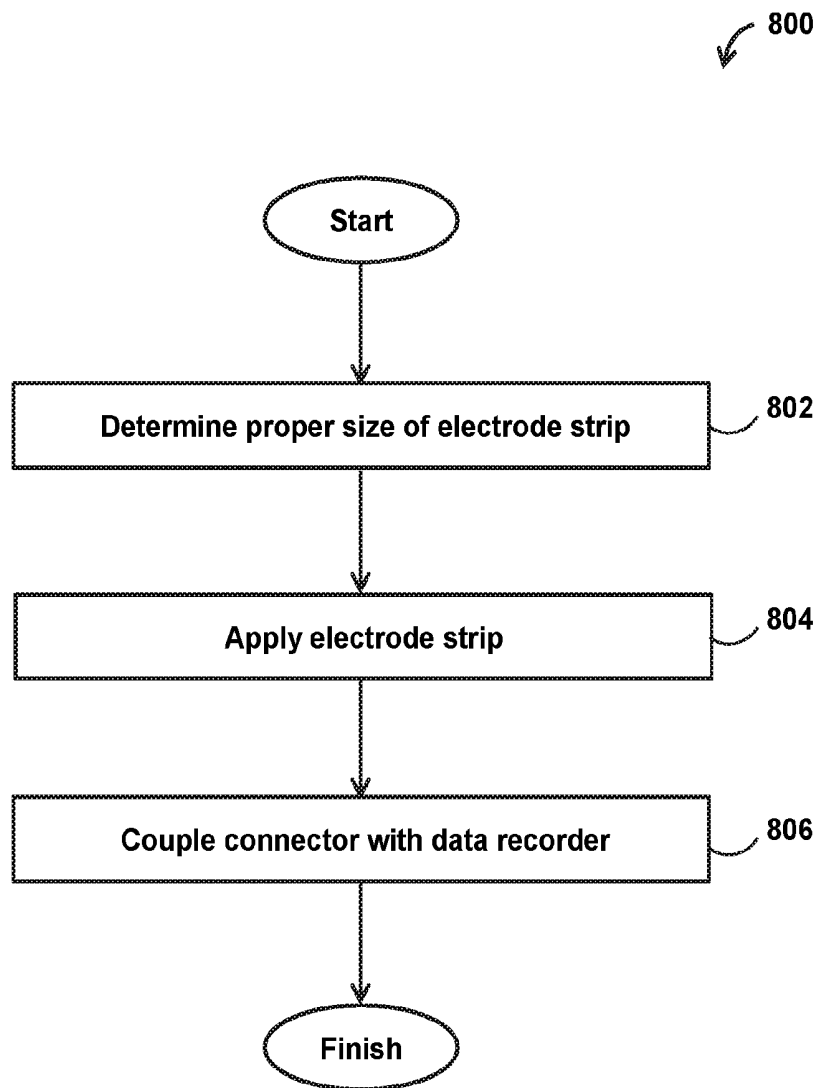 800
Start
Determine proper size of electrode strip
802
Apply electrode strip
804
Couple connector with data recorder
806
Finish